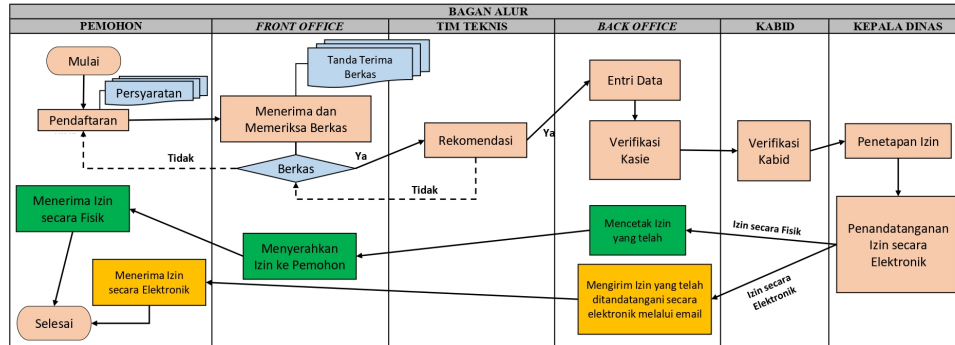 BAGAN ALUR
PEMOHON
FRONT OFFICE
TIM TEKNIS
BACK OFFICE
KABID
KEPALA DINAS
Mulai
Persyaratan
Pendaftaran
Tanda Terima
Berkas
Menerima dan
Memeriksa Berkas
Berkas
Tidak
Ya
Rekomendasi
Tidak
Ya
Entri Data
Verifikasi
Kasie
Verifikasi
Kabid
Penetapan Izin
Penandatanganan
Izin secara
Elektronik
Izin secara Fisik
Izin secara
Elektronik
Mencetak Izin
yang telah
Mengirim Izin yang telah
ditandatangani secara
elektronik melalui email
Menyerahkan
Izin ke Pemohon
Menerima Izin
secara Fisik
Menerima Izin
secara Elektronik
Selesai